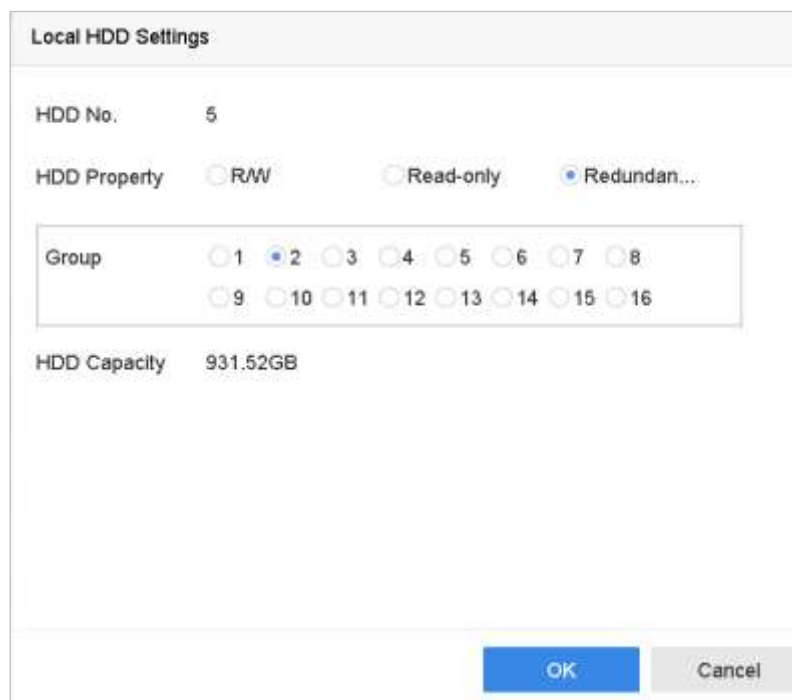 Local HDD Settings
HDD No. 5
HDD Property R/W Read-only Redundan...
Group 1 2 3 4 5 6 7 8
9 10 11 12 13 14 15 16
HDD Capacity 931.52GB
OK Cancel